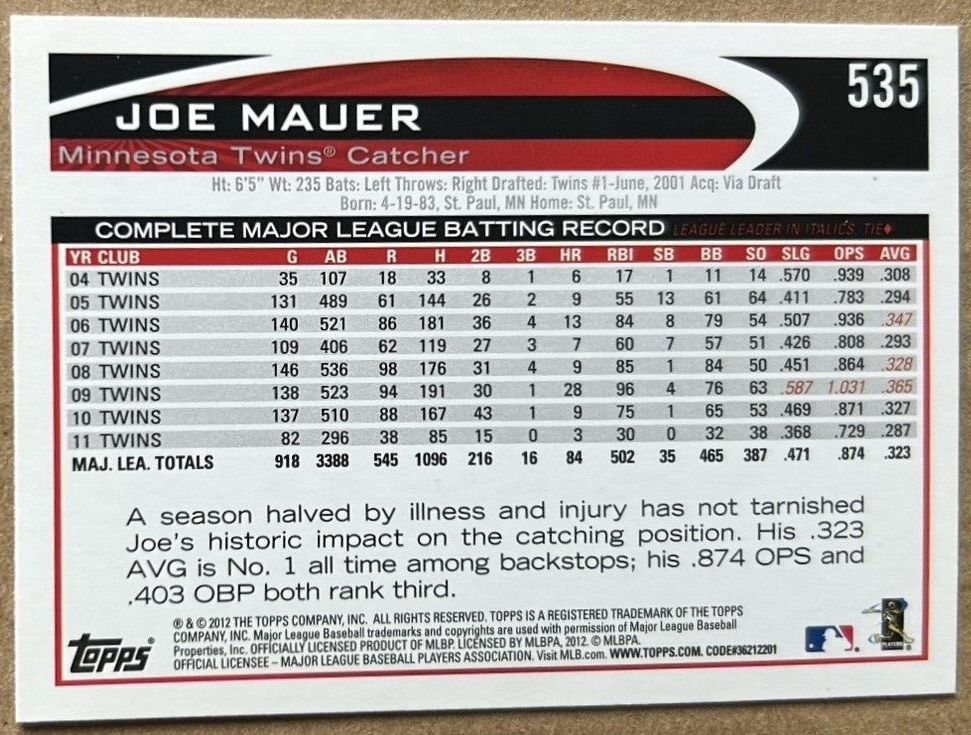 535
JOE MAUER
Minnesota Twins® Catcher
Ht: 6'5" Wt: 235 Bats: Left Throws: Right Drafted: Twins #1-June, 2001 Acq: Via Draft
Born: 4-19-83, St. Paul, MN Home: St. Paul, MN
COMPLETE MAJOR LEAGUE BATTING RECORD LEAGUE LEADER IN ITALICS, TIE♦
YR CLUB G AB R H 2B 3B HR RBI SB BB SO SLG OPS AVG
04 TWINS 35 107 18 33 8 1 6 17 1 11 14 .570 .939 .308
05 TWINS 131 489 61 144 26 2 9 55 13 61 64 .411 .783 .294
06 TWINS 140 521 86 181 36 4 13 84 8 79 54 .507 .936 .347
07 TWINS 109 406 62 119 27 3 7 60 7 57 51 .426 .808 .293
08 TWINS 146 536 98 176 31 4 9 85 1 84 50 .451 .864 .328
09 TWINS 138 523 94 191 30 1 28 96 4 76 63 .587 1.031 .365
10 TWINS 137 510 88 167 43 1 9 75 1 65 53 .469 .871 .327
11 TWINS 82 296 38 85 15 0 3 30 0 32 38 .368 .729 .287
MAJ. LEA. TOTALS 918 3388 545 1096 216 16 84 502 35 465 387 .471 .874 .323
A season halved by illness and injury has not tarnished
Joe's historic impact on the catching position. His .323
AVG is No. 1 all time among backstops; his .874 OPS and
.403 OBP both rank third.
® & © 2012 THE TOPPS COMPANY, INC. ALL RIGHTS RESERVED. TOPPS IS A REGISTERED TRADEMARK OF THE TOPPS
COMPANY, INC. Major League Baseball trademarks and copyrights are used with permission of Major League Baseball
Properties, Inc. OFFICIALLY LICENSED PRODUCT OF MLBP. LICENSED BY MLBPA, 2012. © MLBPA.
OFFICIAL LICENSEE – MAJOR LEAGUE BASEBALL PLAYERS ASSOCIATION. Visit MLB.com. WWW.TOPPS.COM. CODE#36212201
Topps®